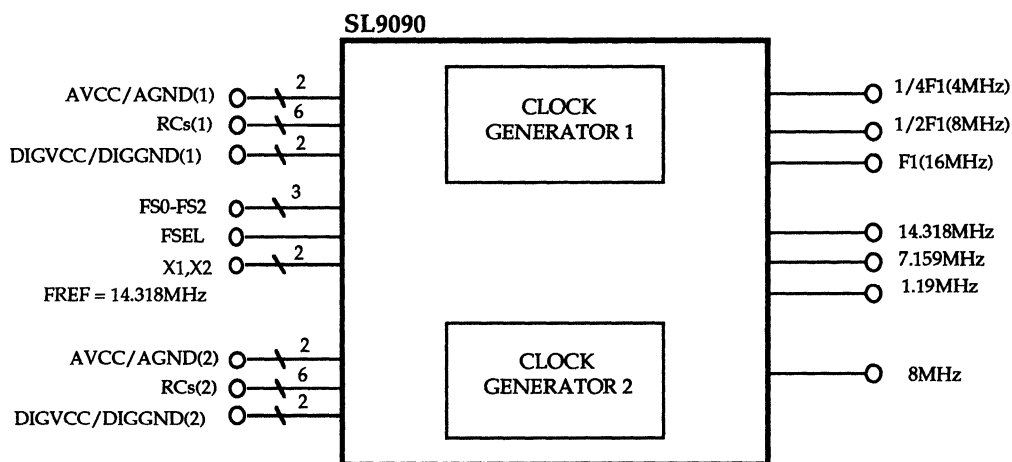 SL9090
AVCC/AGND(1)
2
RCs(1)
6
DIGVCC/DIGGND(1)
2
FS0-FS2
3
FSEL
X1,X2
2
FREF = 14.318MHz
AVCC/AGND(2)
2
RCs(2)
6
DIGVCC/DIGGND(2)
2
CLOCK
GENERATOR 1
CLOCK
GENERATOR 2
1/4F1(4MHz)
1/2F1(8MHz)
F1(16MHz)
14.318MHz
7.159MHz
1.19MHz
8MHz